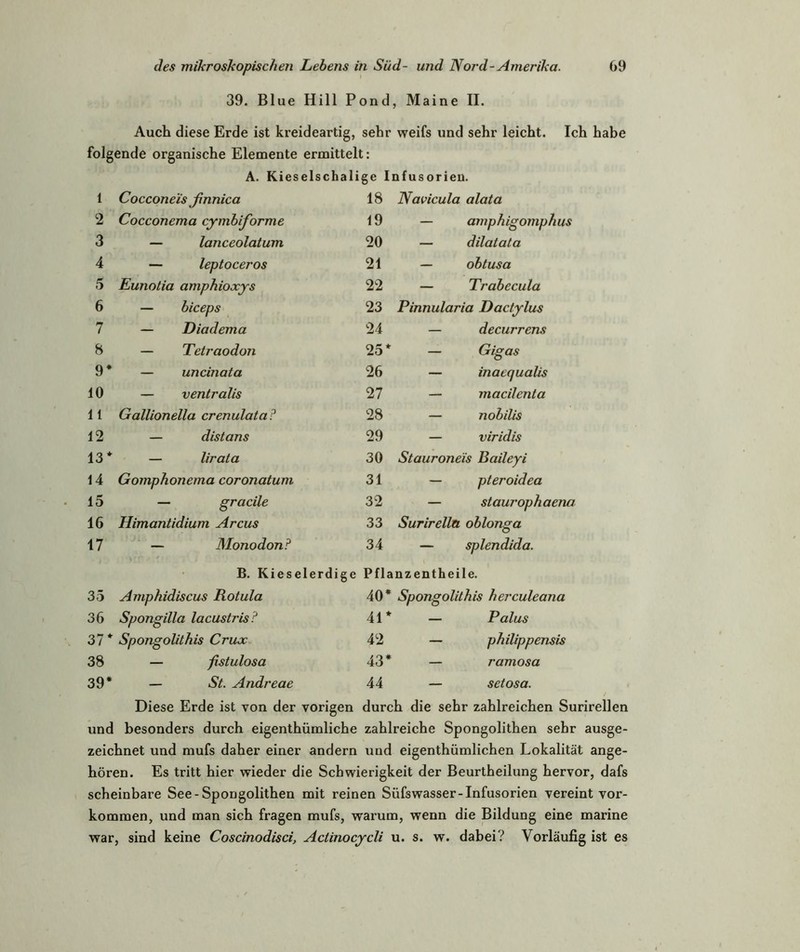 des mikroskopischen Lebens in Süd- und Nord-Amerika. 69
39. Blue Hill Pond, Maine II.
Auch diese Erde ist kreideartig, sehr weifs und sehr leicht. Ich habe
folgende organische Elemente ermittelt:
A. Kieselschalige Infusorien.
1 Cocconeïs finnica
2 Cocconema cymbiforme
3 — lanceolatum
4 — leptoceros
5 Eunotia amphioxys
6 — biceps
7 — Diadema
8 — Tetraodon
9* — uncinata
10 — ventralis
11 Gallionella crenulata?
12 — distans
13* — lirata
14 Gomphonema coronatum
15 — gracile
16 Himantidium Arcus
17 — Monodon?
18 Navicula alata
19 — amphigomphus
20 — dilatata
21 — obtusa
22 — Trabecula
23 Pinnularia Dactylus
24 — decurrens
25* — Gigas
26 — inaequalis
27 — macilenta
28 — nobilis
29 — viridis
30 Stauroneïs Baileyi
31 — pteroidea
32 — staurophaena
33 Surirella oblonga
34 — splendida.
B. Kieselerdige Pflanzentheile.
35 Amphidiscus Rotula
36 Spongilla lacustris?
37* Spongolithis Crux
38 — fistulosa
39* — St. Andreae
40* Spongolithis herculeana
41* — Palus
42 — philippensis
43* — ramosa
44 — setosa.
Diese Erde ist von der vorigen durch die sehr zahlreichen Surirellen
und besonders durch eigenthümliche zahlreiche Spongolithen sehr ausge-
zeichnet und mufs daher einer andern und eigenthümlichen Lokalität ange-
hören. Es tritt hier wieder die Schwierigkeit der Beurtheilung hervor, dafs
scheinbare See-Spongolithen mit reinen Süfswasser-Infusorien vereint vor-
kommen, und man sich fragen mufs, warum, wenn die Bildung eine marine
war, sind keine Coscinodisci, Actinocycli u. s. w. dabei? Vorläufig ist es